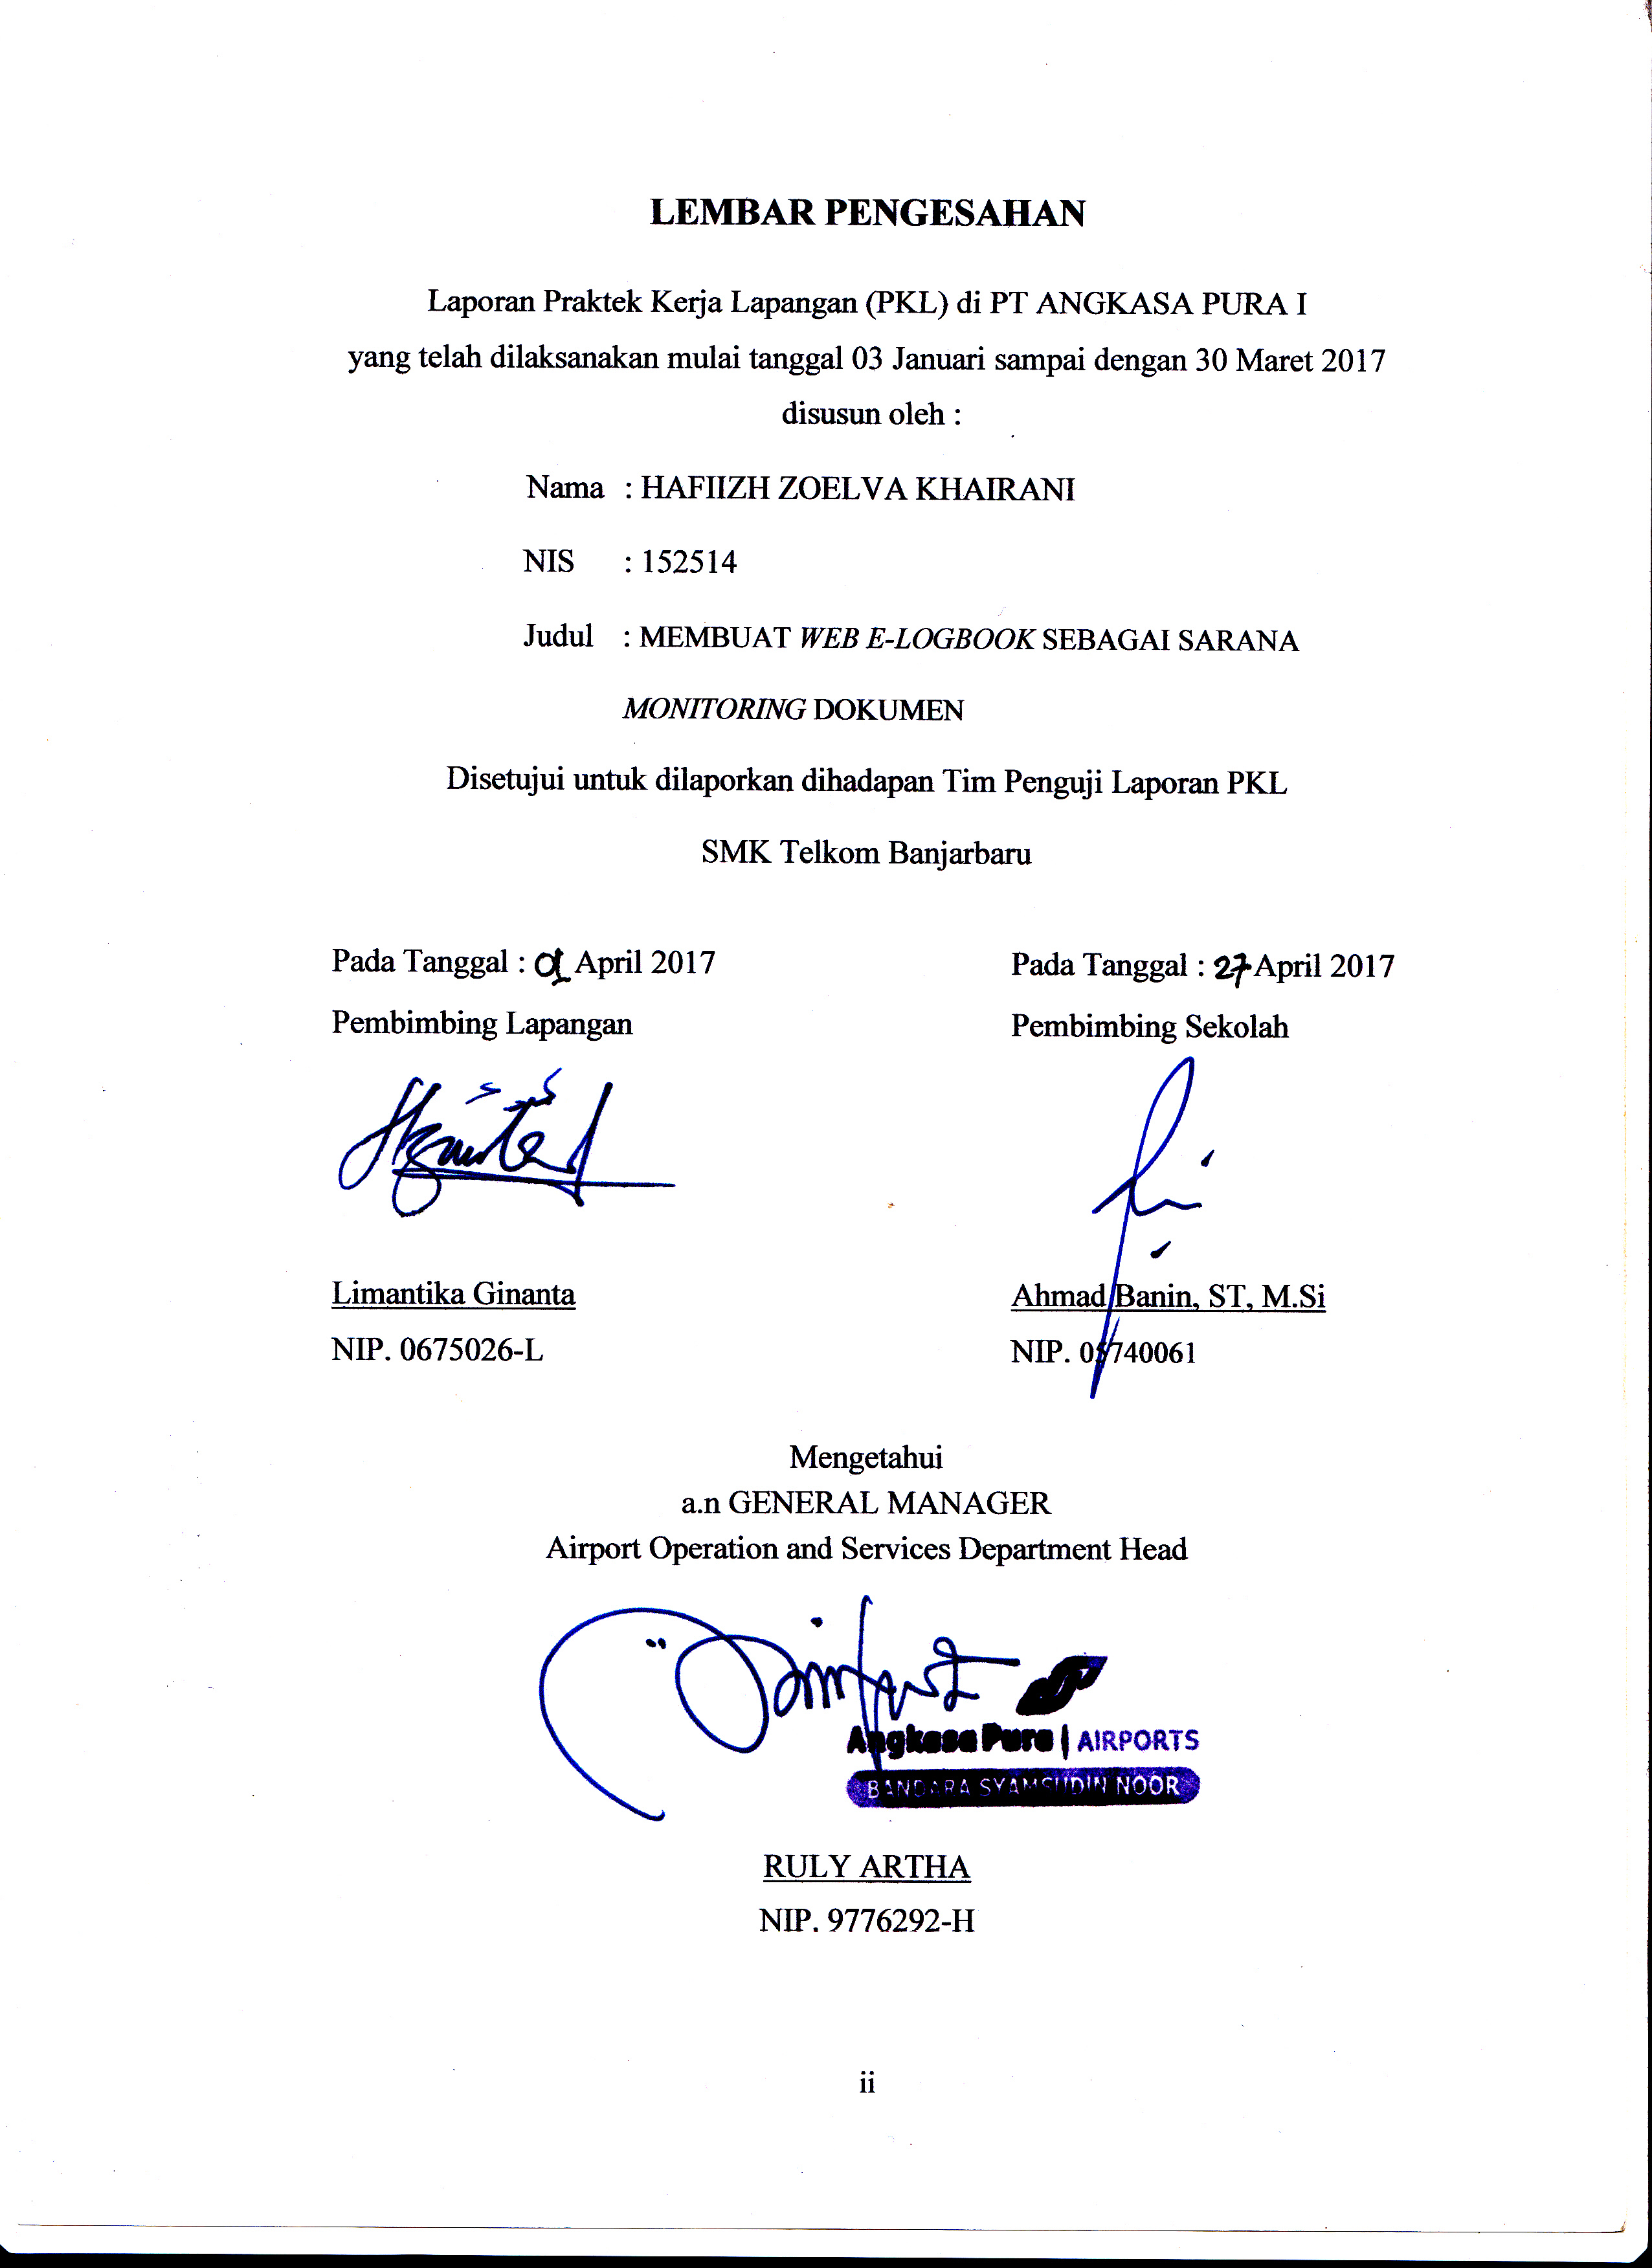 LEMBAR PENGESAHAN
Laporan Praktek Kerja Lapangan (PKL) di PT ANGKASA PURA I
yang telah dilaksanakan mulai tanggal 03 Januari sampai dengan 30 Maret 2017
disusun oleh :
Nama : HAFIIZH ZOELVA KHAIRANI
NIS : 152514
Judul : MEMBUAT WEB E-LOGBOOK SEBAGAI SARANA
MONITORING DOKUMEN
Disetujui untuk dilaporkan dihadapan Tim Penguji Laporan PKL
SMK Telkom Banjarbaru
Pada Tanggal : 01 April 2017
Pembimbing Lapangan
Limantika Ginanta
NIP. 0675026-L
Pada Tanggal : 27 April 2017
Pembimbing Sekolah
Ahmad Banin, ST, M.Si
NIP.
Mengetahui
a.n GENERAL MANAGER
Airport Operation and Services Department Head
Angkasa Pura | AIRPORTS
BANDARA SYAMSUDIN NOOR
RULY ARTHA
NIP. 9776292-H
ii